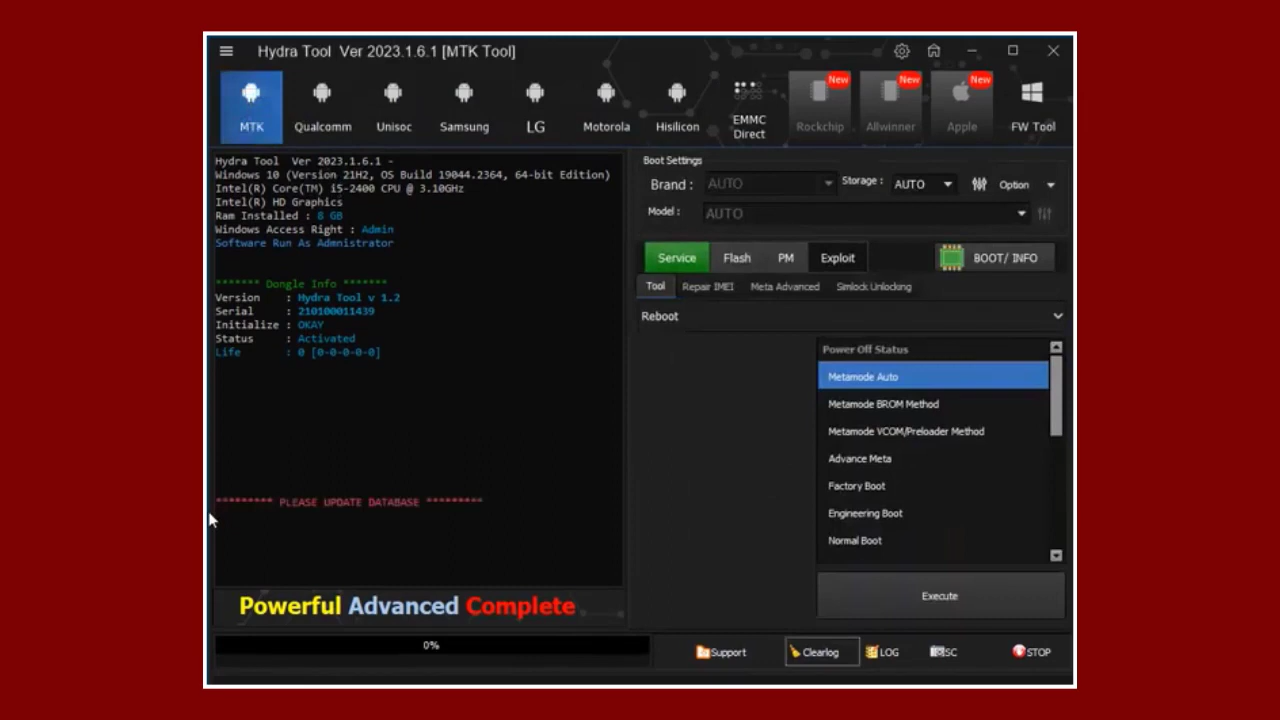 Hydra Tool Ver 2023.1.6.1 [MTK Tool]
MTK
Qualcomm
Unisoc
Samsung
LG
Motorola
Hisilicon
EMMC
Direct
New
Rockchip
New
Allwinner
New
Apple
FW Tool
Hydra Tool Ver 2023.1.6.1 -
Windows 10 (Version 21H2, OS Build 19044.2364, 64-bit Edition)
Intel(R) Core(TM) i5-2400 CPU @ 3.10GHz
Intel(R) HD Graphics
Ram Installed : 8 GB
Windows Access Right : Admin
Software Run As Admnistrator
******* Dongle Info *******
Version : Hydra Tool v 1.2
Serial : 210100011439
Initialize : OKAY
Status : Activated
Life : 0 [0-0-0-0-0]
********* PLEASE UPDATE DATABASE *********
Powerful Advanced Complete
0%
Boot Settings
Brand : AUTO
Storage : AUTO
Option
Model : AUTO
Service
Flash
PM
Exploit
BOOT/ INFO
Tool
Repair IMEI
Meta Advanced
Simlock Unlocking
Reboot
Power Off Status
Metamode Auto
Metamode BROM Method
Metamode VCOM/Preloader Method
Advance Meta
Factory Boot
Engineering Boot
Normal Boot
Execute
Support
Clearlog
LOG
SC
STOP